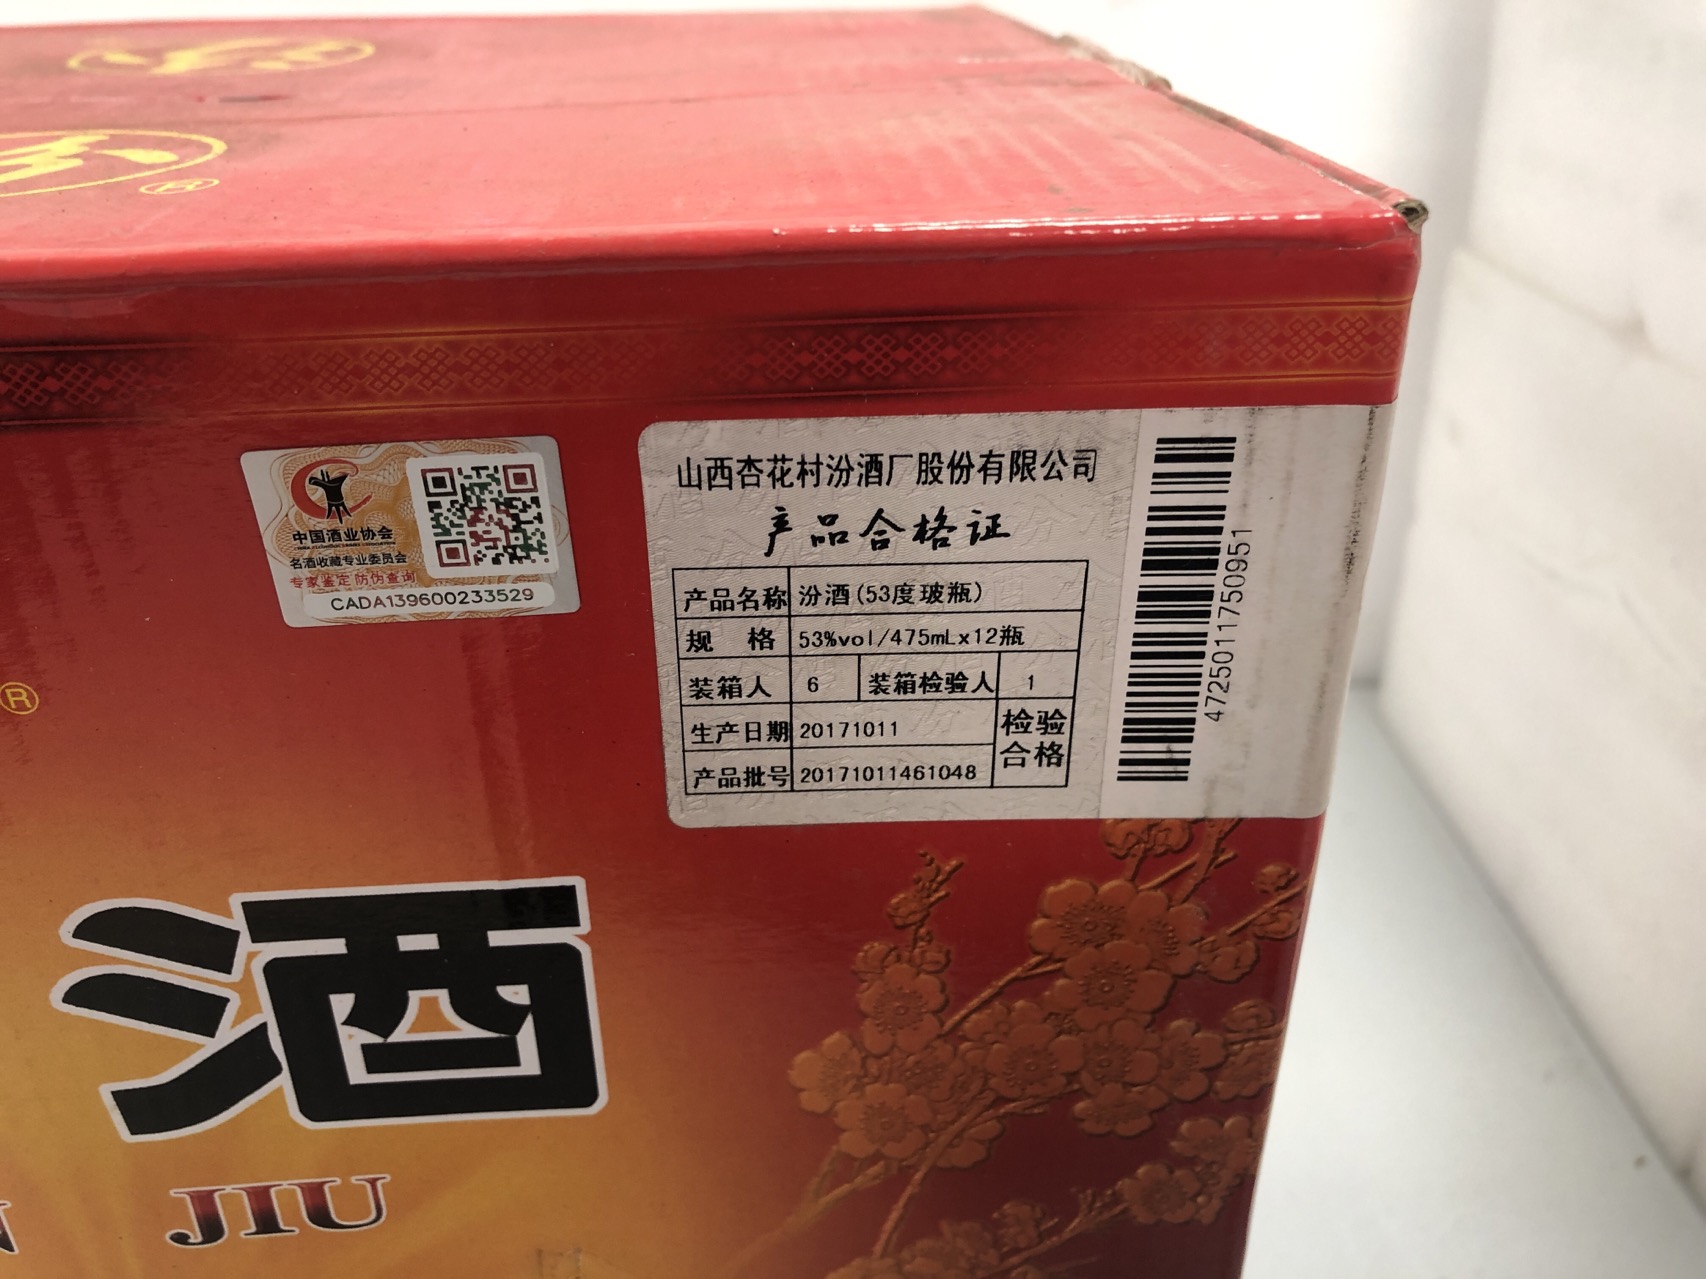 ®
中国酒业协会
名酒收藏专业委员会
专家鉴定 防伪查询
CADA139600233529
山西杏花村汾酒厂股份有限公司
产品合格证
产品名称 汾酒(53度玻瓶)
规 格 53%vol/475mLx12瓶
装箱人 6 装箱检验人 1
生产日期 20171011 检验
产品批号 20171011461048 合格
4725011750951
®
酒
N JIU